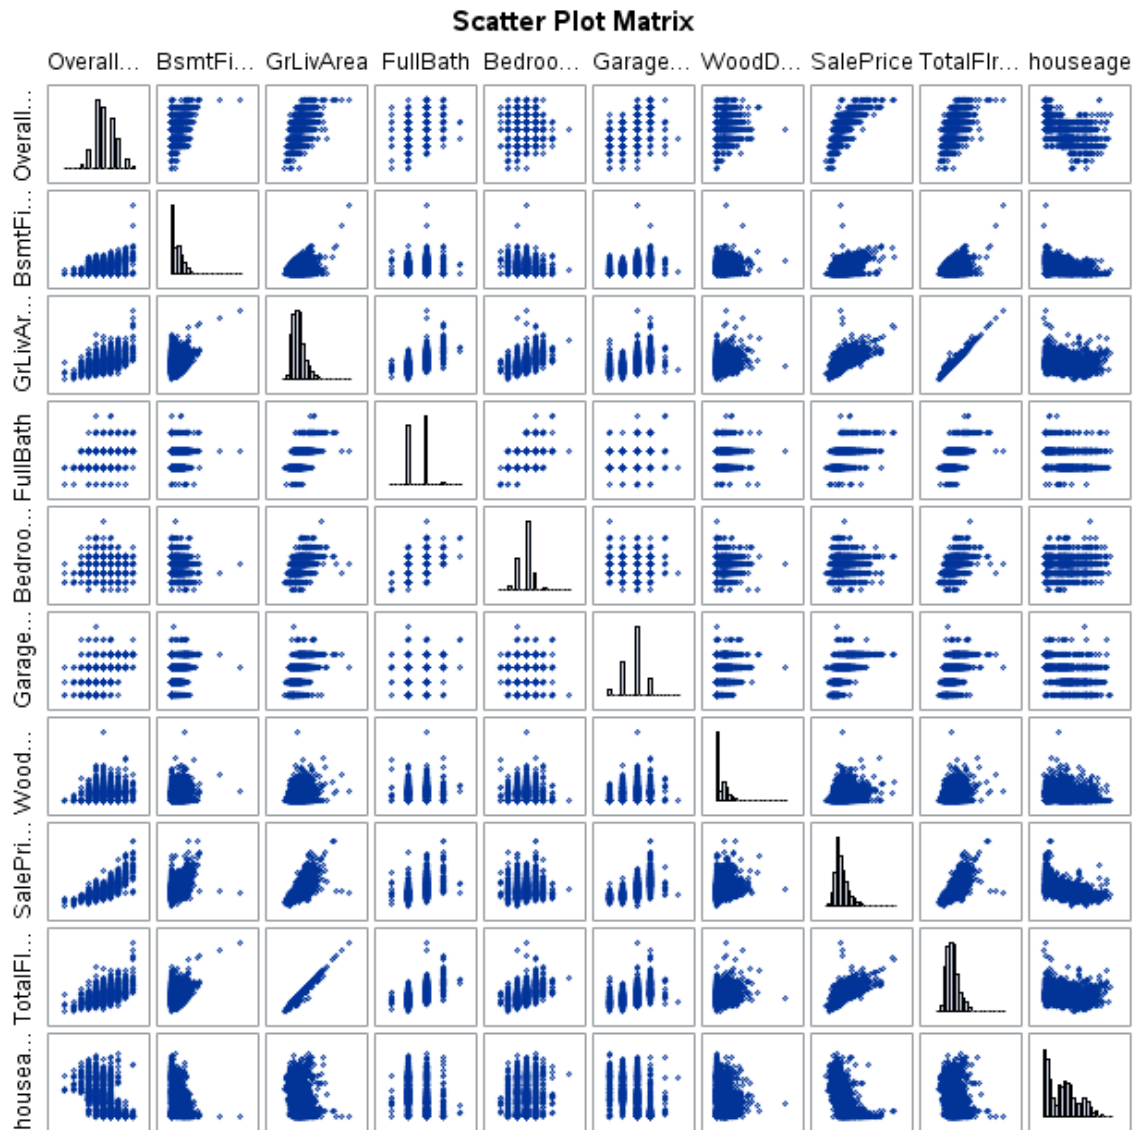 Scatter Plot Matrix
Overall... BsmtFi... GrLivArea FullBath Bedroo... Garage... WoodD... SalePrice TotalFlr... houseage
Overall...
BsmtFi...
GrLivAr...
FullBath
Bedroo...
Garage...
Wood...
SalePri...
TotalFl...
housea...